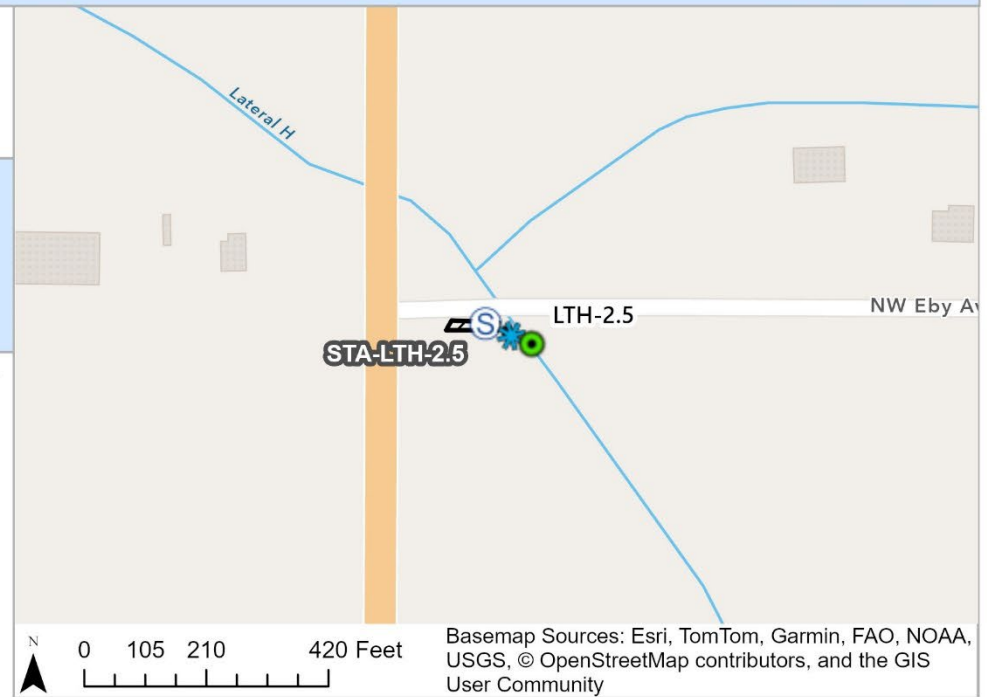 Lateral H
NW Eby Av
S
LTH-2.5
STA-LTH-2.5
N
0 105 210 420 Feet
Basemap Sources: Esri, TomTom, Garmin, FAO, NOAA,
USGS, © OpenStreetMap contributors, and the GIS
User Community